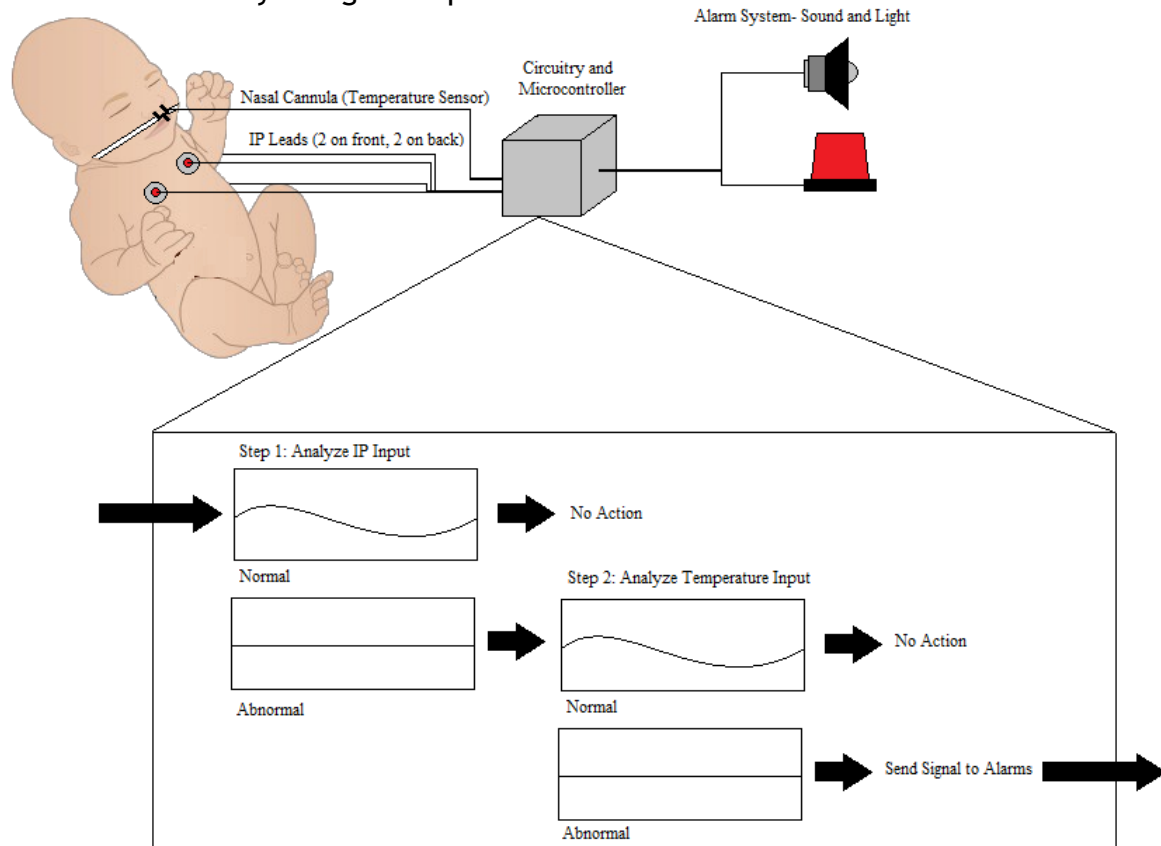 Alarm System- Sound and Light
Circuitry and
Microcontroller
Nasal Cannula (Temperature Sensor)
IP Leads (2 on front, 2 on back)
Step 1: Analyze IP Input
No Action
Normal
Step 2: Analyze Temperature Input
No Action
Abnormal
Normal
Send Signal to Alarms
Abnormal